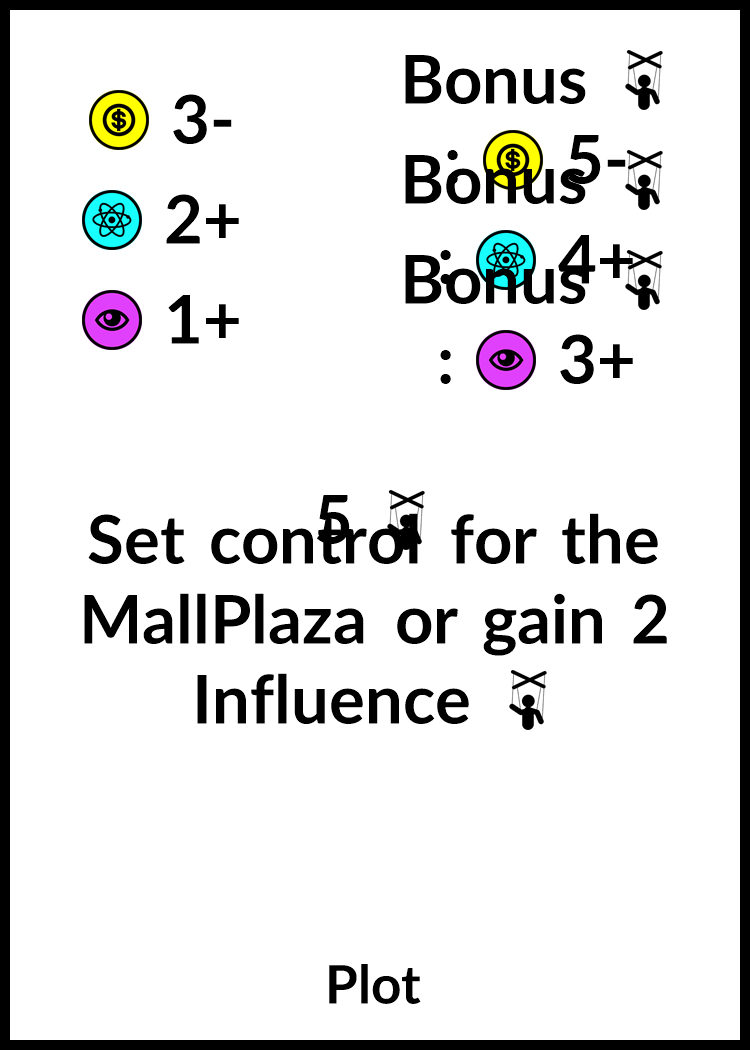 3-
Bonus
: 5-
2+
Bonus
: 4+
1+
Bonus
: 3+
5
Set control for the
MallPlaza or gain 2
Influence
Plot